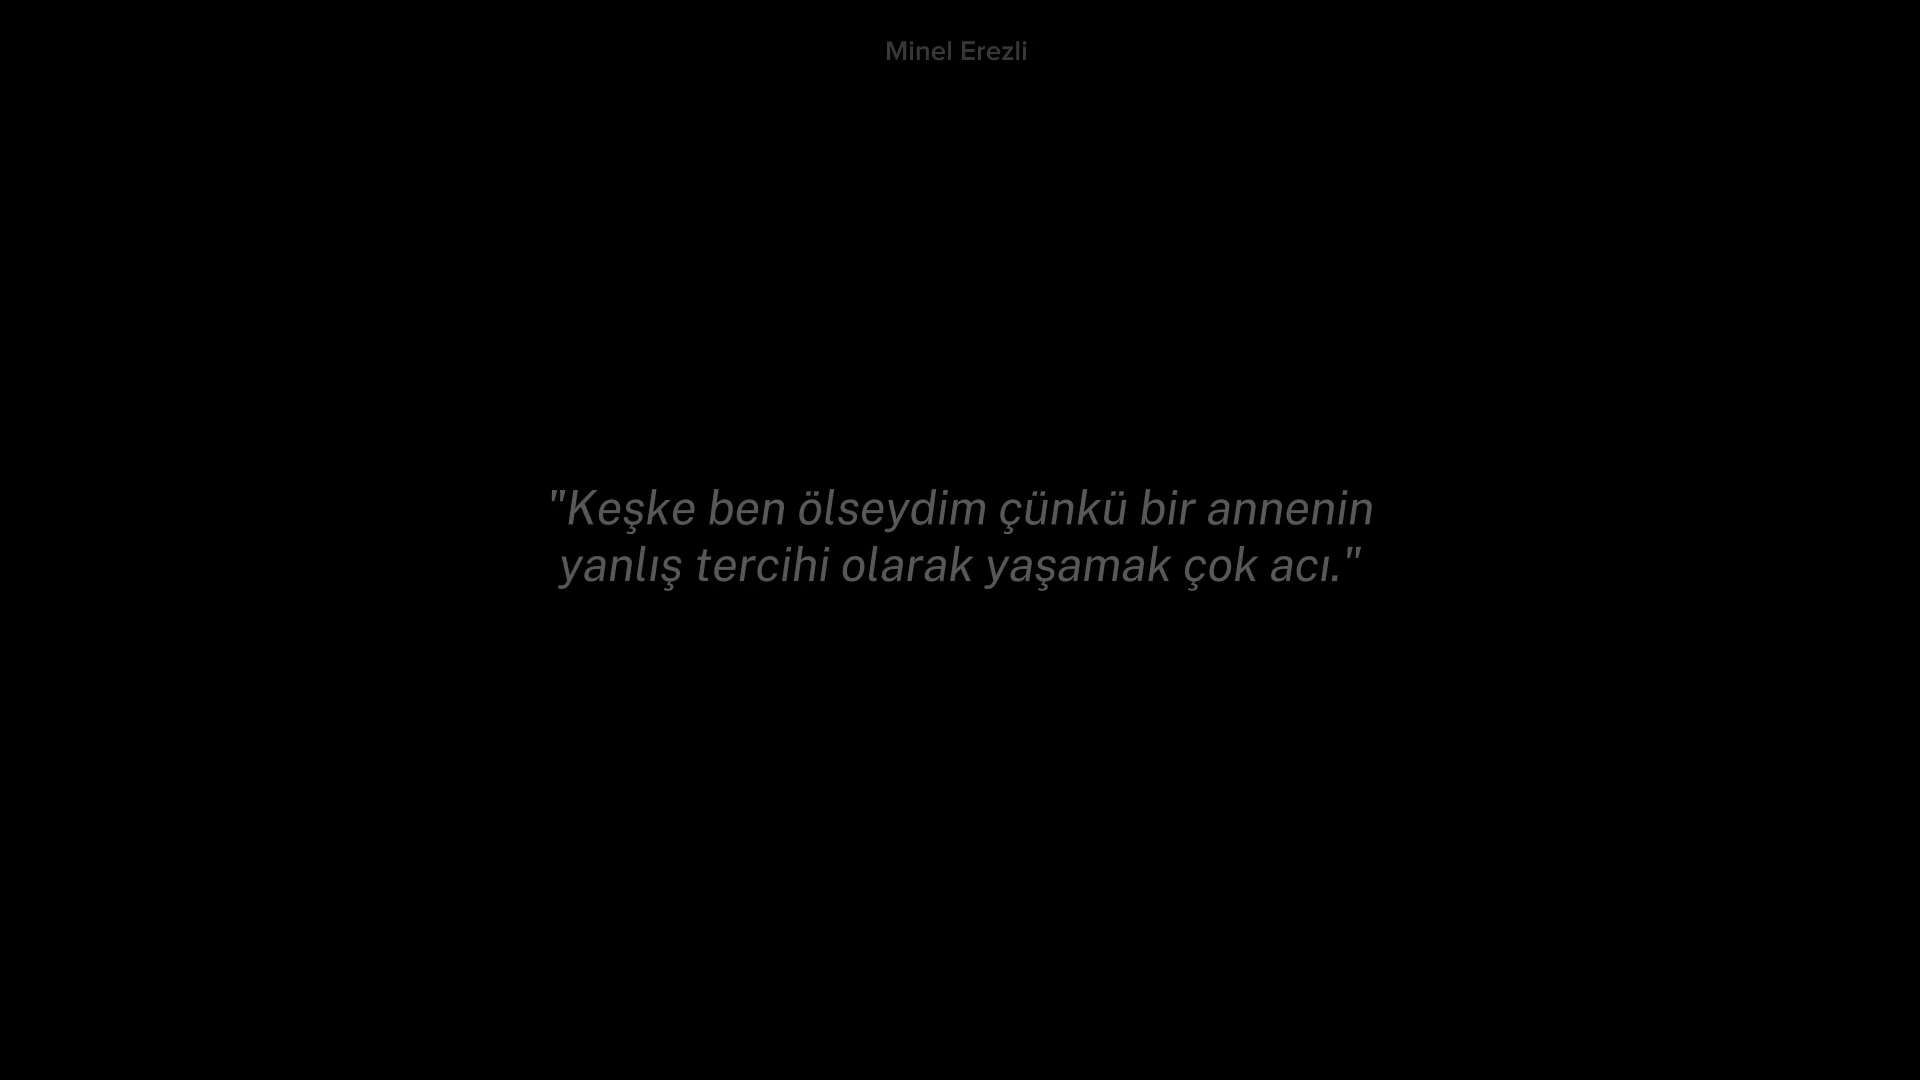 Minel Erezli
"Keşke ben ölseydim çünkü bir annenin
yanlış tercihi olarak yaşamak çok acı."